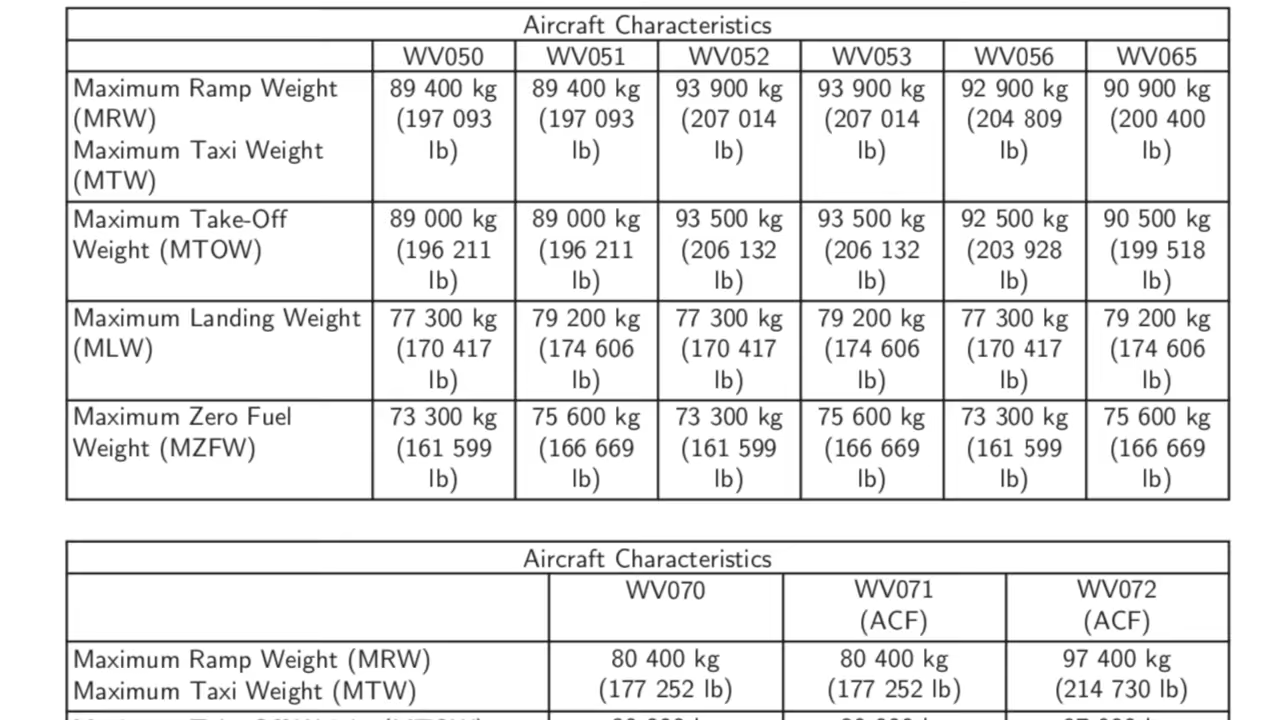 Aircraft Characteristics
WV050 WV051 WV052 WV053 WV056 WV065
Maximum Ramp Weight 89 400 kg 89 400 kg 93 900 kg 93 900 kg 92 900 kg 90 900 kg
(MRW) (197 093 (197 093 (207 014 (207 014 (204 809 (200 400
Maximum Taxi Weight lb) lb) lb) lb) lb) lb)
(MTW)
Maximum Take-Off 89 000 kg 89 000 kg 93 500 kg 93 500 kg 92 500 kg 90 500 kg
Weight (MTOW) (196 211 (196 211 (206 132 (206 132 (203 928 (199 518
lb) lb) lb) lb) lb) lb)
Maximum Landing Weight 77 300 kg 79 200 kg 77 300 kg 79 200 kg 77 300 kg 79 200 kg
(MLW) (170 417 (174 606 (170 417 (174 606 (170 417 (174 606
lb) lb) lb) lb) lb) lb)
Maximum Zero Fuel 73 300 kg 75 600 kg 73 300 kg 75 600 kg 73 300 kg 75 600 kg
Weight (MZFW) (161 599 (166 669 (161 599 (166 669 (161 599 (166 669
lb) lb) lb) lb) lb) lb)
Aircraft Characteristics
WV070 WV071 WV072
(ACF) (ACF)
Maximum Ramp Weight (MRW) 80 400 kg 80 400 kg 97 400 kg
Maximum Taxi Weight (MTW) (177 252 lb) (177 252 lb) (214 730 lb)